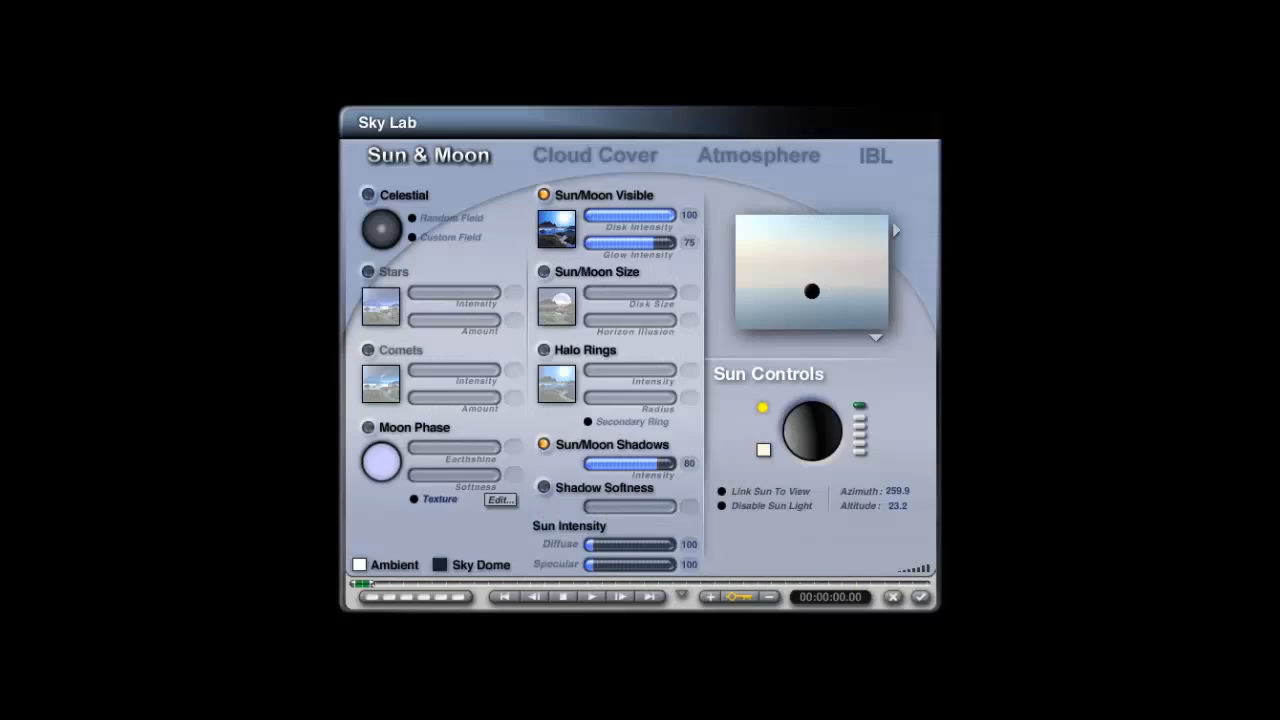 Sky Lab
Sun & Moon
Cloud Cover
Atmosphere
IBL
Celestial
Random Field
Custom Field
Stars
Intensity
Amount
Comets
Intensity
Amount
Moon Phase
Earthshine
Softness
Texture
Edit...
Ambient
Sky Dome
Sun/Moon Visible
100
Disk Intensity
75
Glow Intensity
Sun/Moon Size
Disk Size
Horizon Illusion
Halo Rings
Intensity
Radius
Secondary Ring
Sun/Moon Shadows
80
Intensity
Shadow Softness
Sun Intensity
Diffuse 100
Specular 100
Sun Controls
Link Sun To View
Disable Sun Light
Azimuth: 259.9
Altitude: 23.2
00:00:00.00